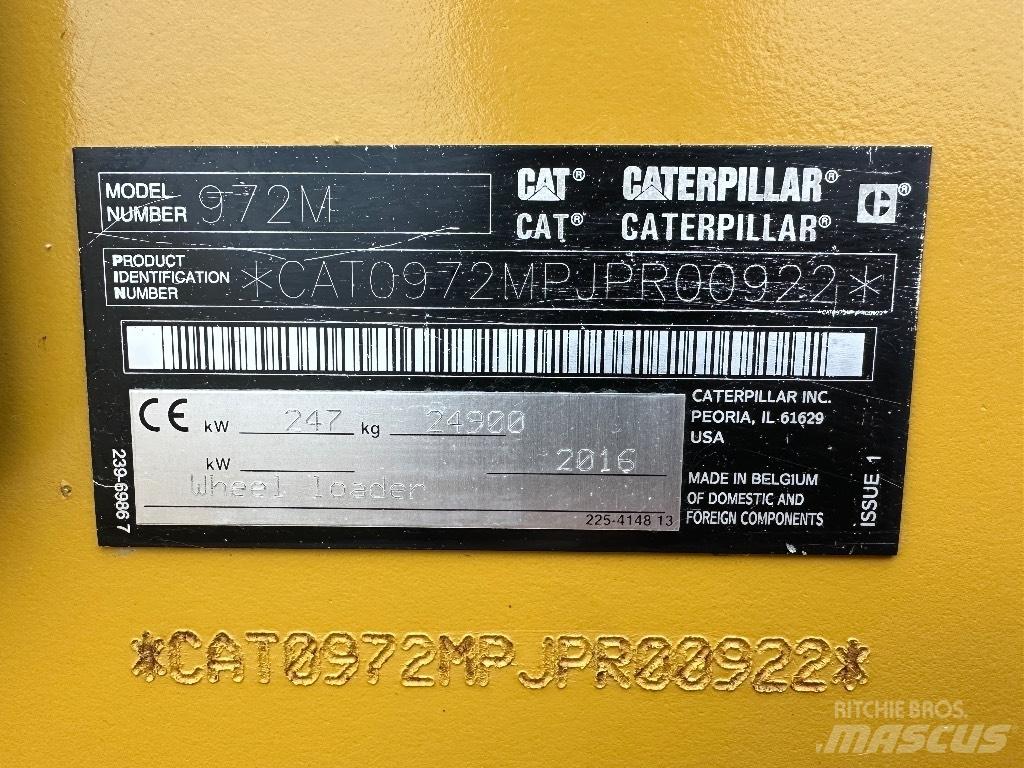 MODEL NUMBER 972M
CAT® CATERPILLAR® C®
CAT® CATERPILLAR®
PRODUCT
IDENTIFICATION
NUMBER
*CAT0972MPJPR00922*
CE kW 247 kg 24900
kW 2016
Wheel loader
225-4148 13
239-6986 7
CATERPILLAR INC.
PEORIA, IL 61629
USA
MADE IN BELGIUM
OF DOMESTIC AND
FOREIGN COMPONENTS
ISSUE 1
*CAT0972MPJPR00922*
RITCHIE BROS.
MASCUS